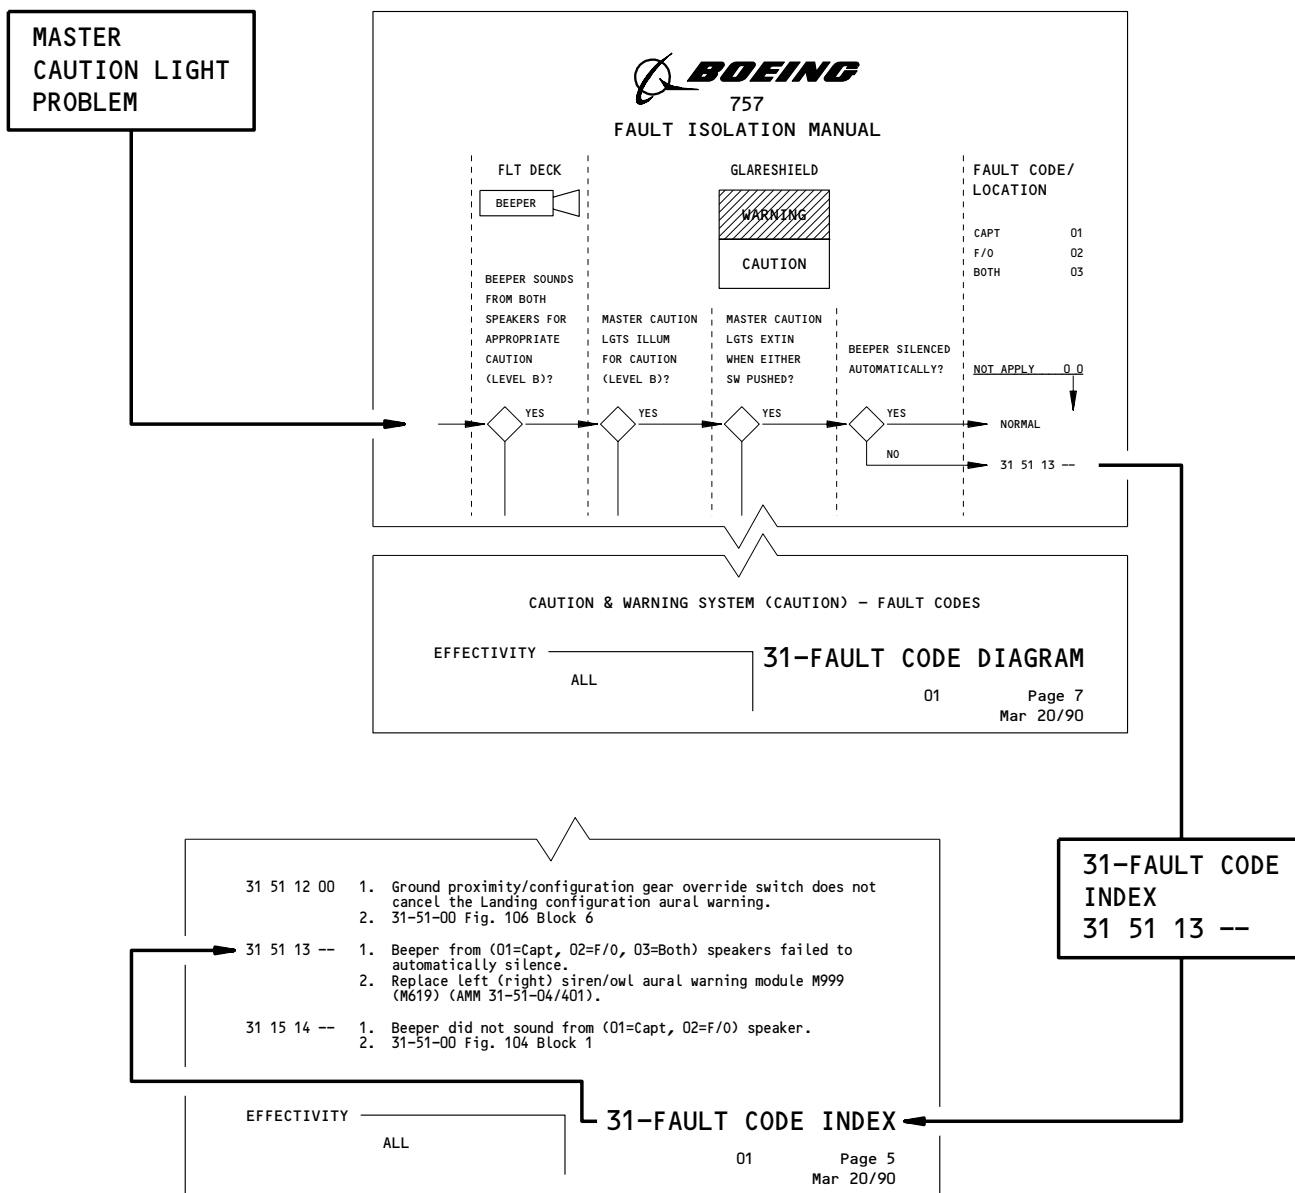 MASTER
CAUTION LIGHT
PROBLEM
BOEING
757
FAULT ISOLATION MANUAL
FLT DECK
BEEPER
GLARESHIELD
WARNING
CAUTION
FAULT CODE/
LOCATION
CAPT 01
F/O 02
BOTH 03
BEEPER SOUNDS
FROM BOTH
SPEAKERS FOR
APPROPRIATE
CAUTION
(LEVEL B)?
MASTER CAUTION
LGTS ILLUM
FOR CAUTION
(LEVEL B)?
MASTER CAUTION
LGTS EXTIN
WHEN EITHER
SW PUSHED?
BEEPER SILENCED
AUTOMATICALLY?
NOT APPLY 0 0
YES
YES
YES
YES
NORMAL
NO
31 51 13 --
CAUTION & WARNING SYSTEM (CAUTION) - FAULT CODES
EFFECTIVITY
ALL
31-FAULT CODE DIAGRAM
01 Page 7
Mar 20/90
31-FAULT CODE
INDEX
31 51 13 --
31 51 12 00 1. Ground proximity/configuration gear override switch does not
cancel the Landing configuration aural warning.
2. 31-51-00 Fig. 106 Block 6
31 51 13 -- 1. Beeper from (01=Capt, 02=F/0, 03=Both) speakers failed to
automatically silence.
2. Replace left (right) siren/owl aural warning module M999
(M619) (AMM 31-51-04/401).
31 15 14 -- 1. Beeper did not sound from (01=Capt, 02=F/0) speaker.
2. 31-51-00 Fig. 104 Block 1
EFFECTIVITY
ALL
31-FAULT CODE INDEX
01 Page 5
Mar 20/90